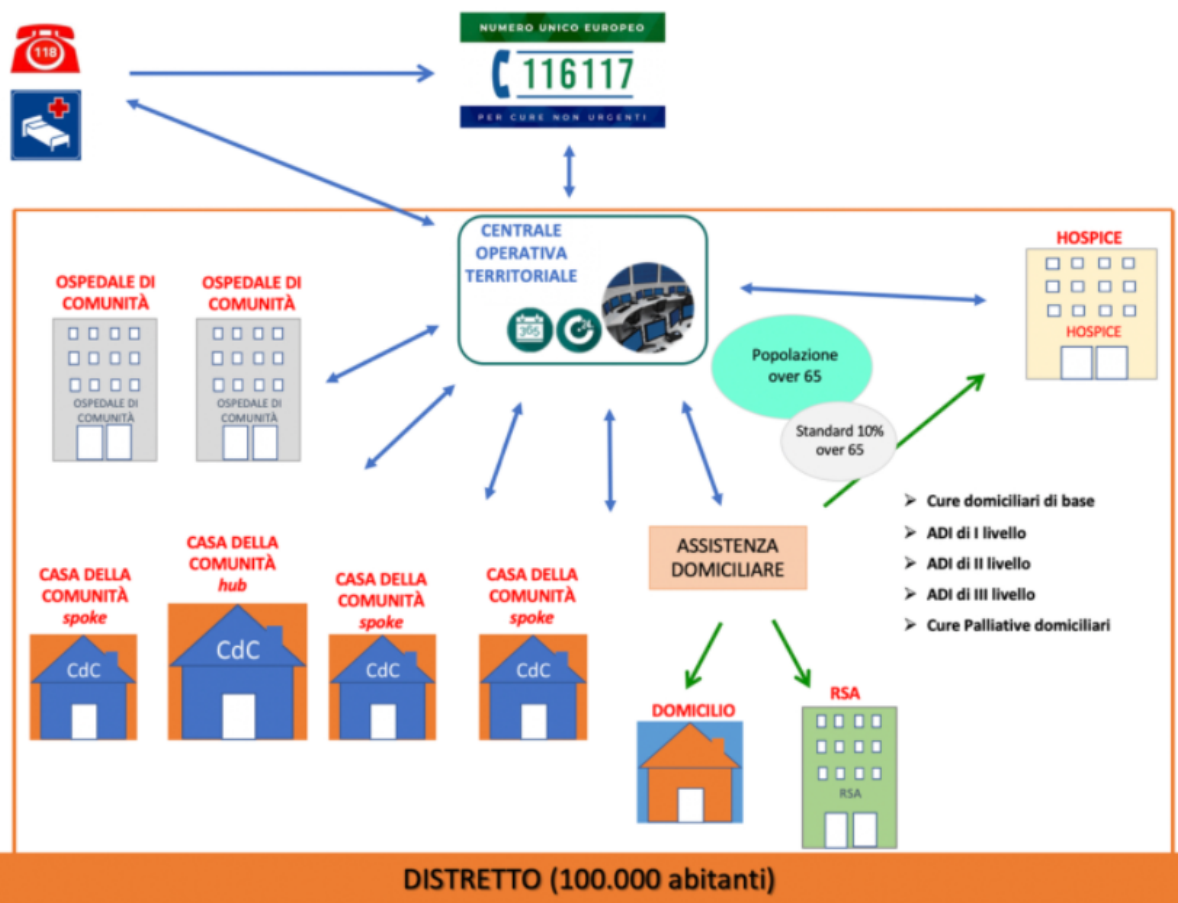 118
NUMERO UNICO EUROPEO
116117
PER CURE NON URGENTI
CENTRALE
OPERATIVA
TERRITORIALE
365
24
HOSPICE
HOSPICE
OSPEDALE DI
COMUNITÀ
OSPEDALE DI
COMUNITÀ
OSPEDALE DI
COMUNITÀ
OSPEDALE DI
COMUNITÀ
Popolazione
over 65
Standard 10%
over 65
➢ Cure domiciliari di base
➢ ADI di I livello
➢ ADI di II livello
➢ ADI di III livello
➢ Cure Palliative domiciliari
ASSISTENZA
DOMICILIARE
CASA DELLA
COMUNITÀ
spoke
CdC
CASA DELLA
COMUNITÀ
hub
CdC
CASA DELLA
COMUNITÀ
spoke
CdC
CASA DELLA
COMUNITÀ
spoke
CdC
DOMICILIO
RSA
RSA
DISTRETTO (100.000 abitanti)